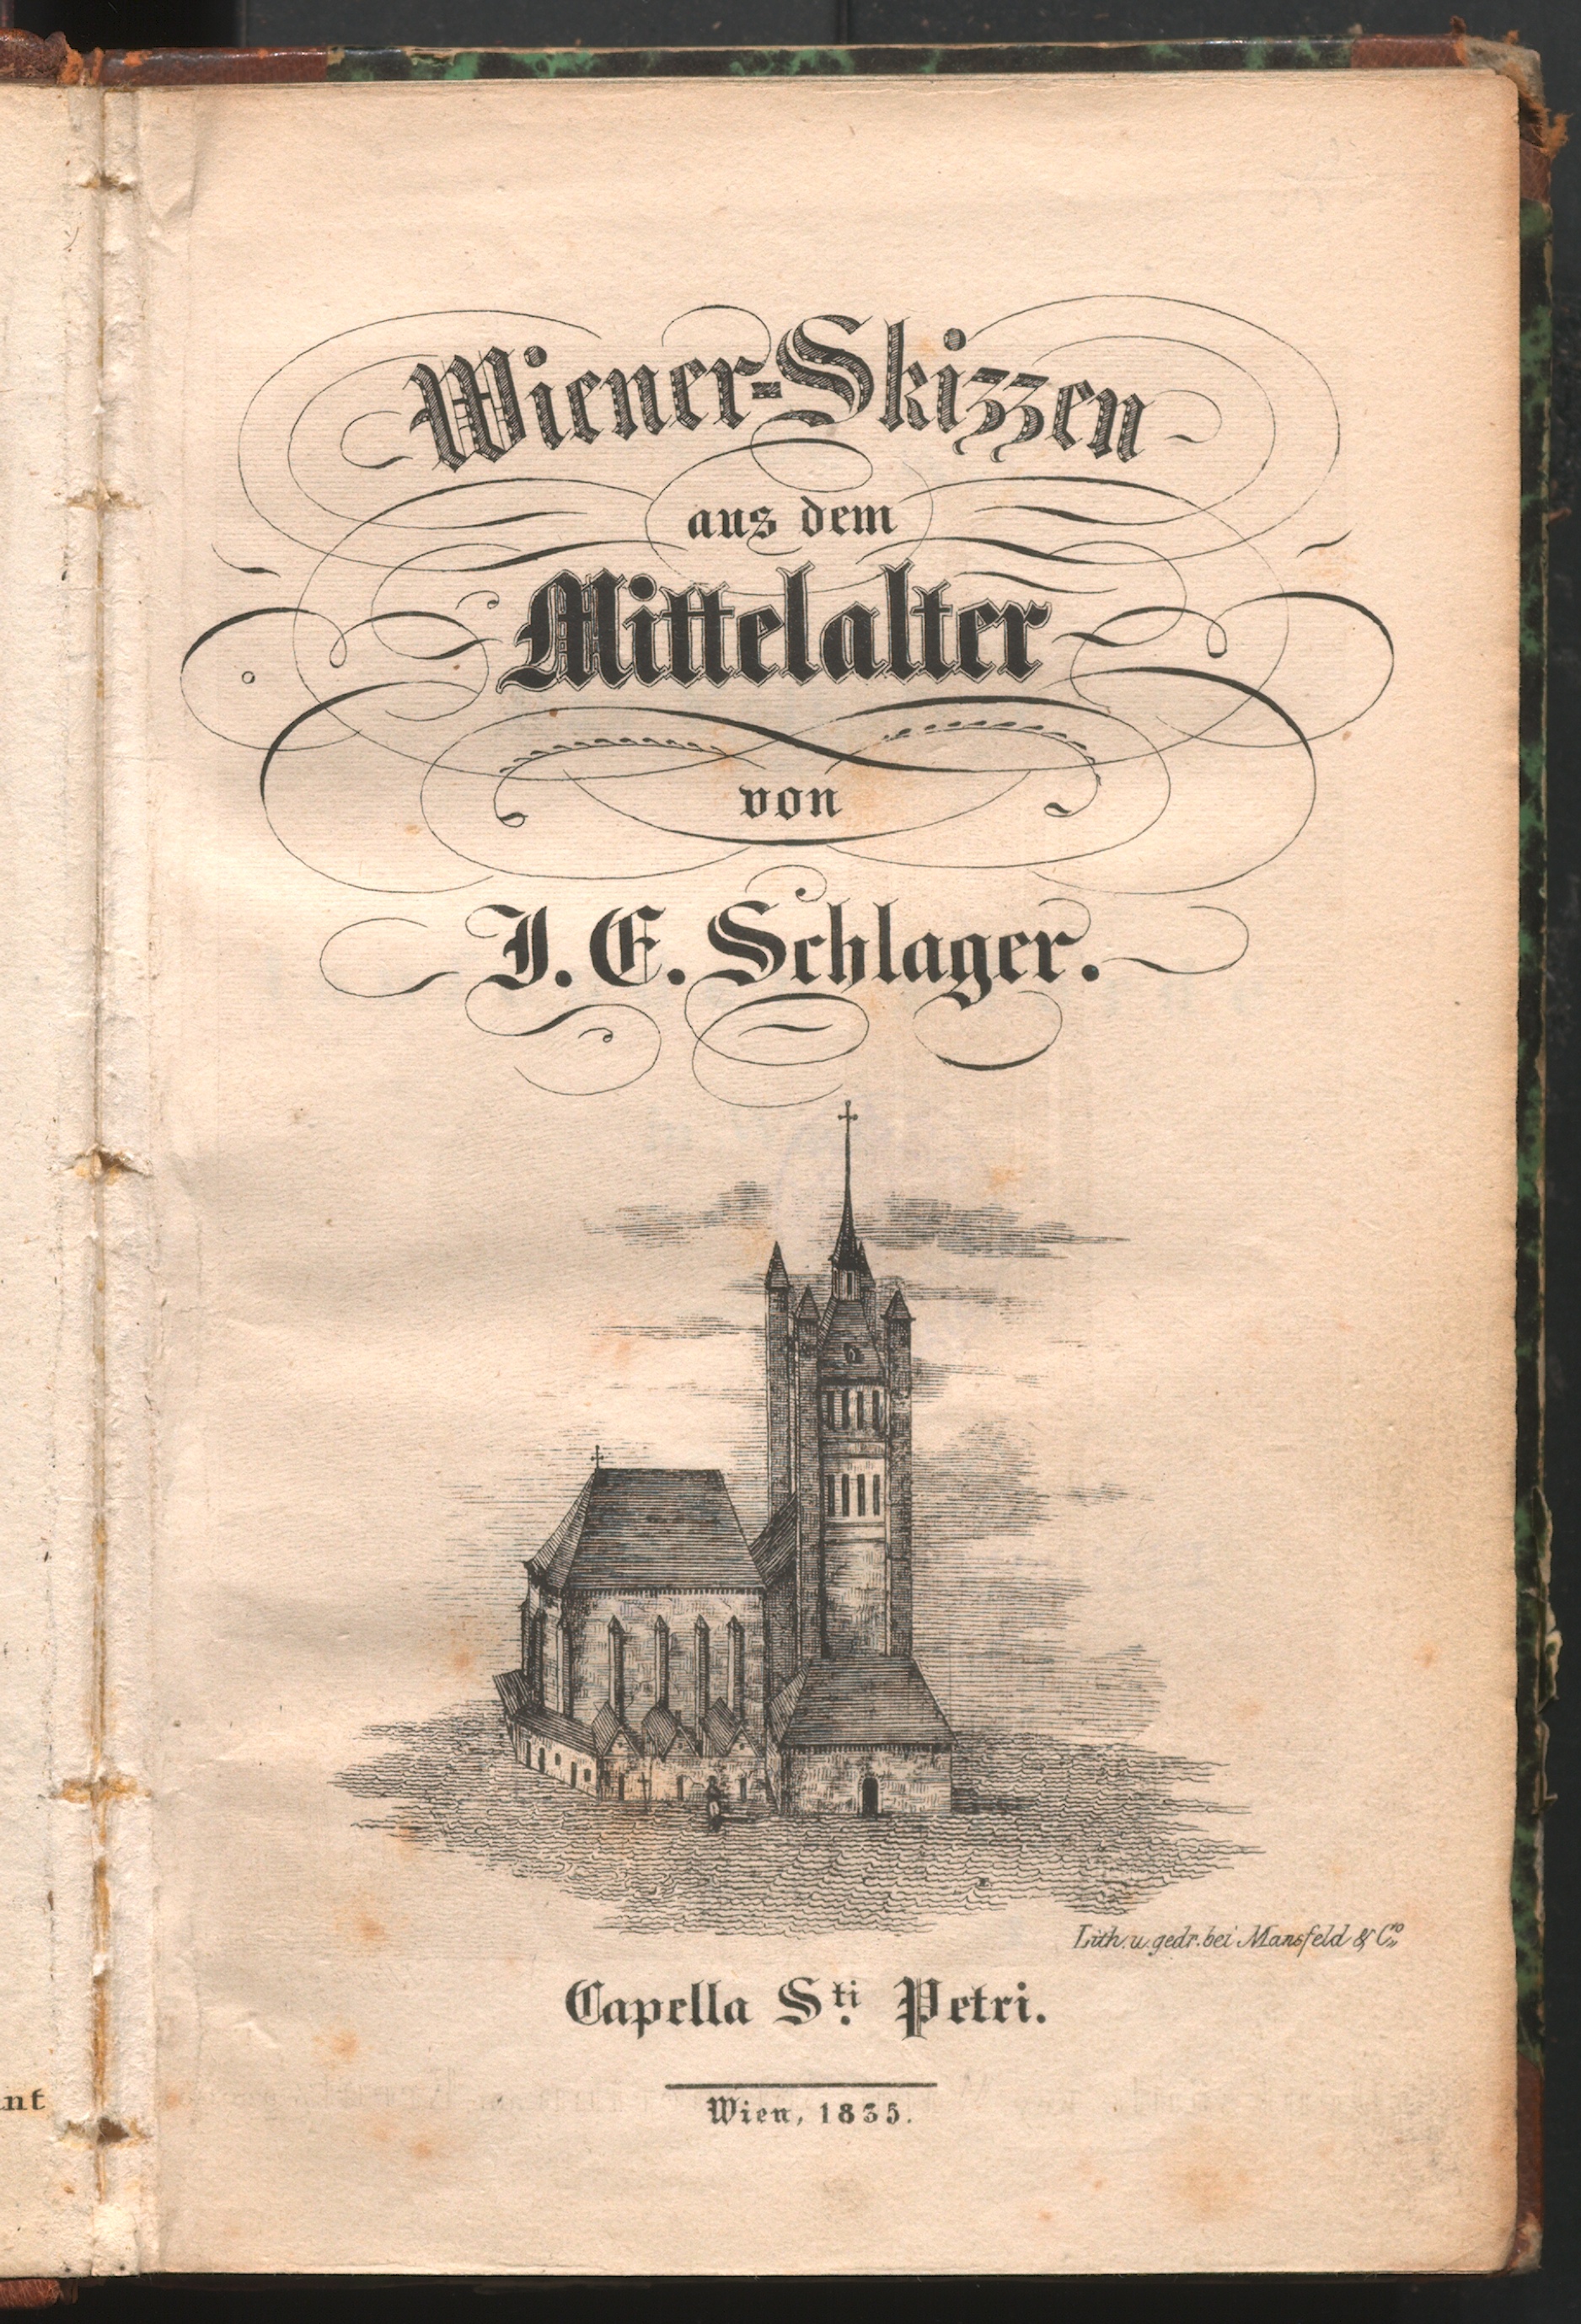 Wiener-Skizzen
aus dem
Mittelalter
von
J. E. Schlager.
Lith. u. gedr. bei Mansfeld & Co
Capella Sti. Petri.
Wien, 1835.